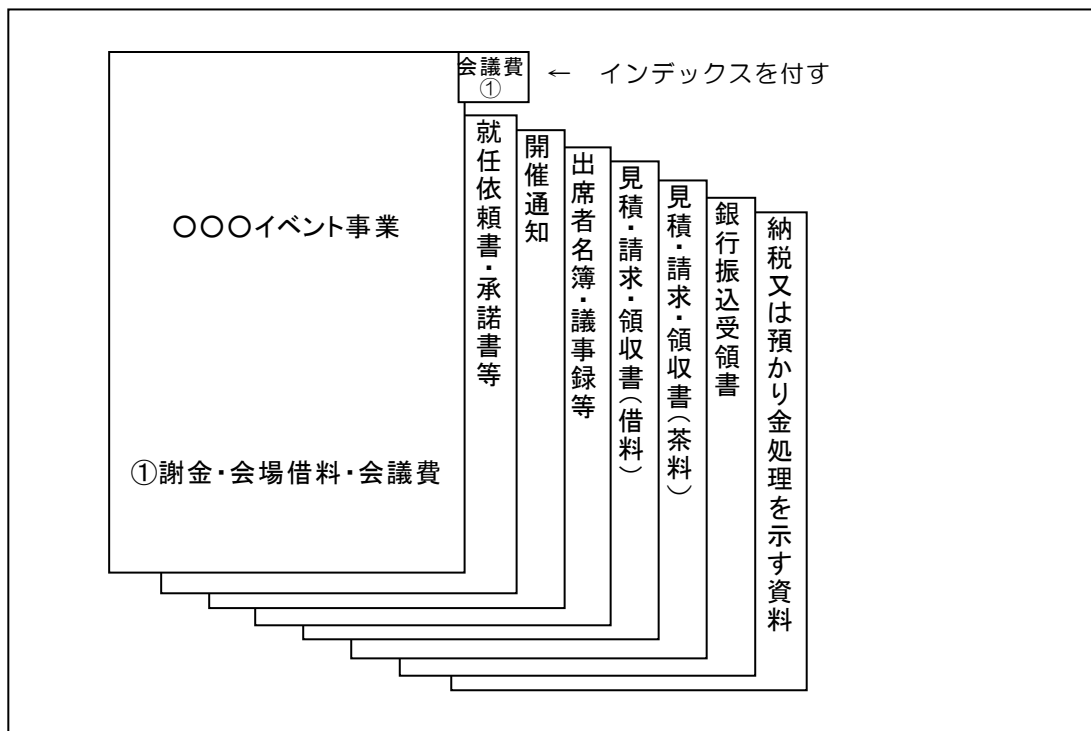 会議費
①
← インデックスを付す
〇〇〇イベント事業
①謝金・会場借料・会議費
就任依頼書・承諾書等
開催通知
出席者名簿・議事録等
見積・請求・領収書(借料)
見積・請求・領収書(茶料)
銀行振込受領書
納税又は預かり金処理を示す資料